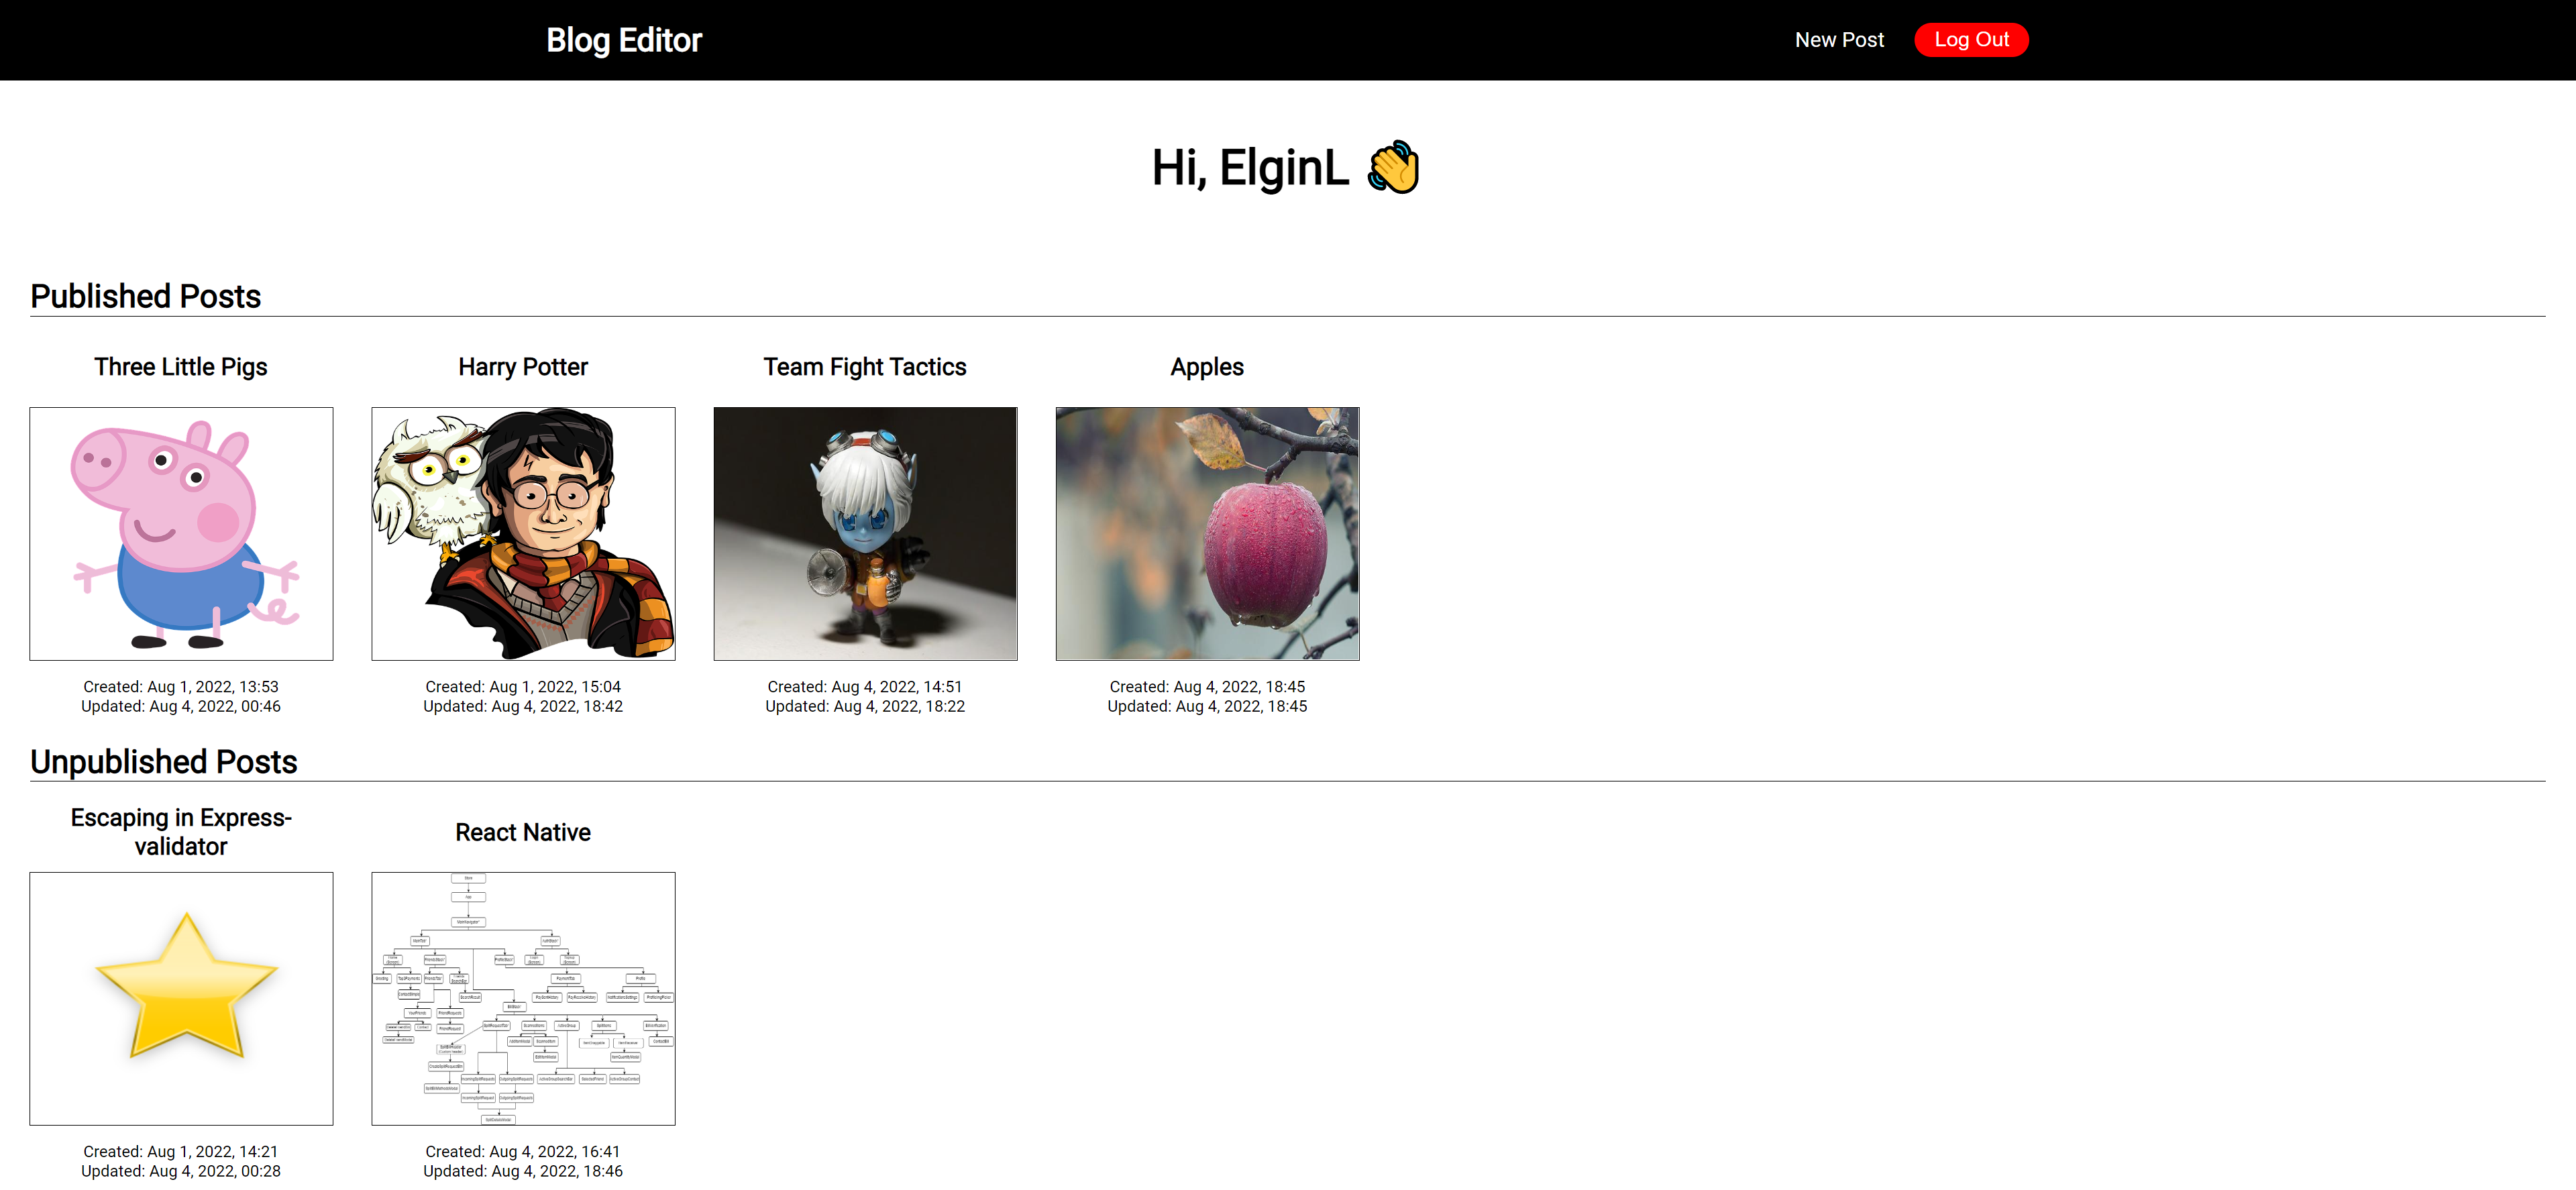 Blog Editor
New Post
Log Out
Hi, ElginL 👋
Published Posts
Three Little Pigs
Harry Potter
Team Fight Tactics
Apples
Created: Aug 1, 2022, 13:53
Updated: Aug 4, 2022, 00:46
Created: Aug 1, 2022, 15:04
Updated: Aug 4, 2022, 18:42
Created: Aug 4, 2022, 14:51
Updated: Aug 4, 2022, 18:22
Created: Aug 4, 2022, 18:45
Updated: Aug 4, 2022, 18:45
Unpublished Posts
Escaping in Express-
validator
React Native
Created: Aug 1, 2022, 14:21
Updated: Aug 4, 2022, 00:28
Created: Aug 4, 2022, 16:41
Updated: Aug 4, 2022, 18:46